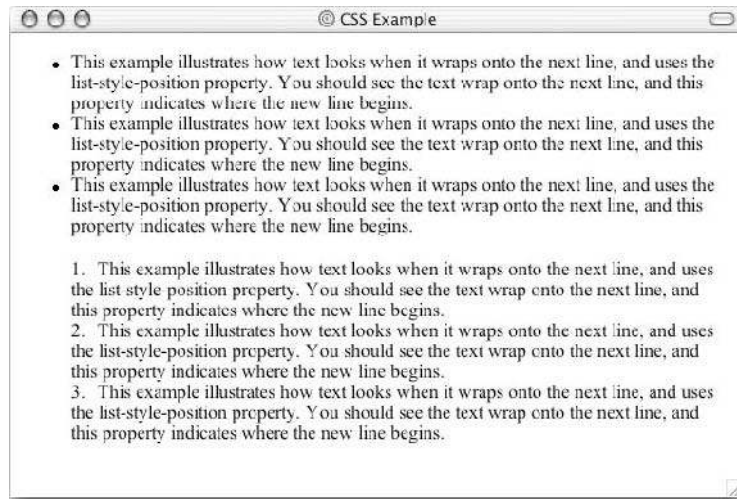 CSS Example
• This example illustrates how text looks when it wraps onto the next line, and uses the
list-style-position property. You should see the text wrap onto the next line, and this
property indicates where the new line begins.
• This example illustrates how text looks when it wraps onto the next line, and uses the
list-style-position property. You should see the text wrap onto the next line, and this
property indicates where the new line begins.
• This example illustrates how text looks when it wraps onto the next line, and uses the
list-style-position property. You should see the text wrap onto the next line, and this
property indicates where the new line begins.
1. This example illustrates how text looks when it wraps onto the next line, and uses
the list-style-position property. You should see the text wrap onto the next line, and
this property indicates where the new line begins.
2. This example illustrates how text looks when it wraps onto the next line, and uses
the list-style-position property. You should see the text wrap onto the next line, and
this property indicates where the new line begins.
3. This example illustrates how text looks when it wraps onto the next line, and uses
the list-style-position property. You should see the text wrap onto the next line, and
this property indicates where the new line begins.